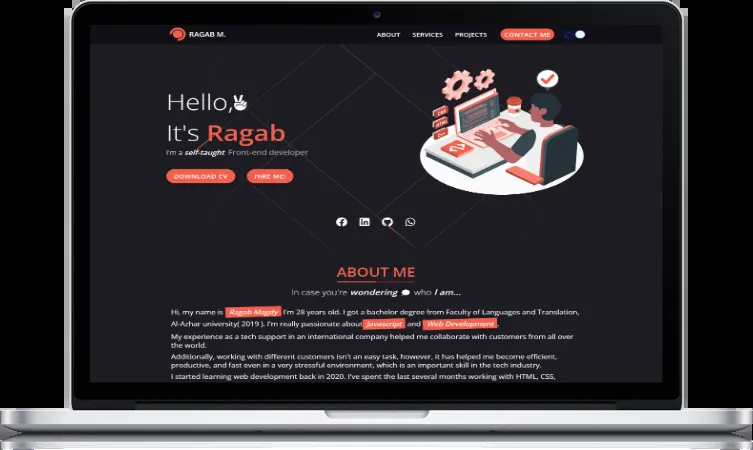 RAGAB M.
ABOUT SERVICES PROJECTS CONTACT ME
Hello,
It's Ragab
I'm a self-taught Front-end developer
DOWNLOAD CV HIRE ME!
CSS
HTML
ABOUT ME
In case you're wondering who I am...
Hi, my name is Ragab Magdy I'm 28 years old. I got a bachelor degree from Faculty of Languages and Translation,
Al-Azhar university( 2019 ). I'm really passionate about Javascript and Web Development.
My experience as a tech support in an international company helped me collaborate with customers from all over
the world.
Additionally, working with different customers isn't an easy task, however, it has helped me become efficient,
productive, and fast even in a very stressful environment, which is an important skill in the tech industry.
I started learning web development back in 2020. I've spent the last several months working with HTML, CSS,